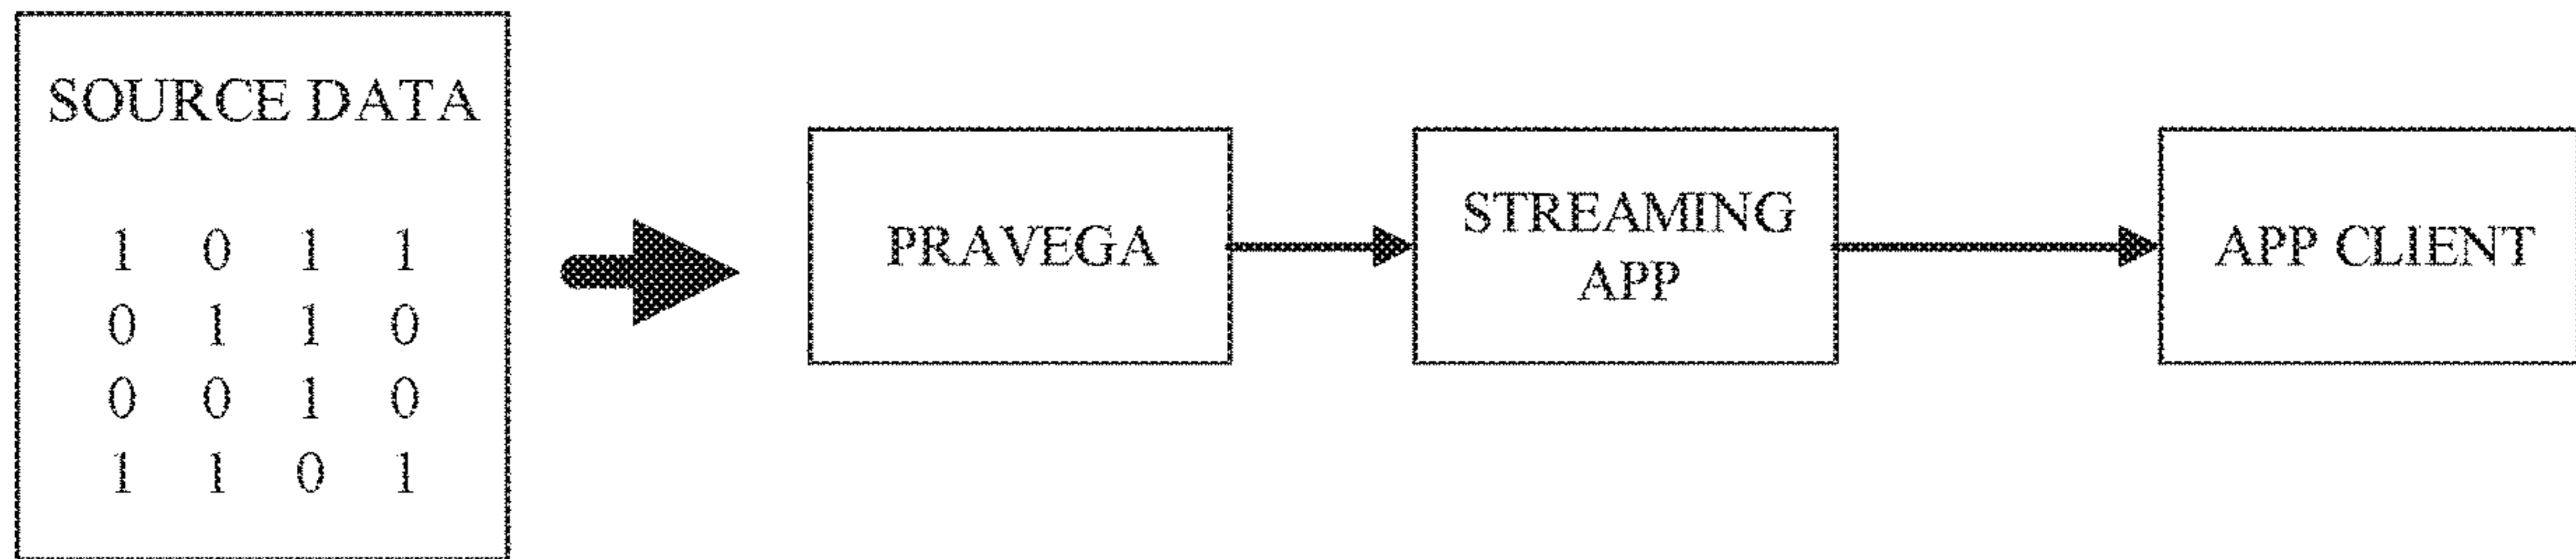 SOURCE DATA
1 0 1 1
0 1 1 0
0 0 1 0
1 1 0 1
PRAVEGA
STREAMING
APP
APP CLIENT